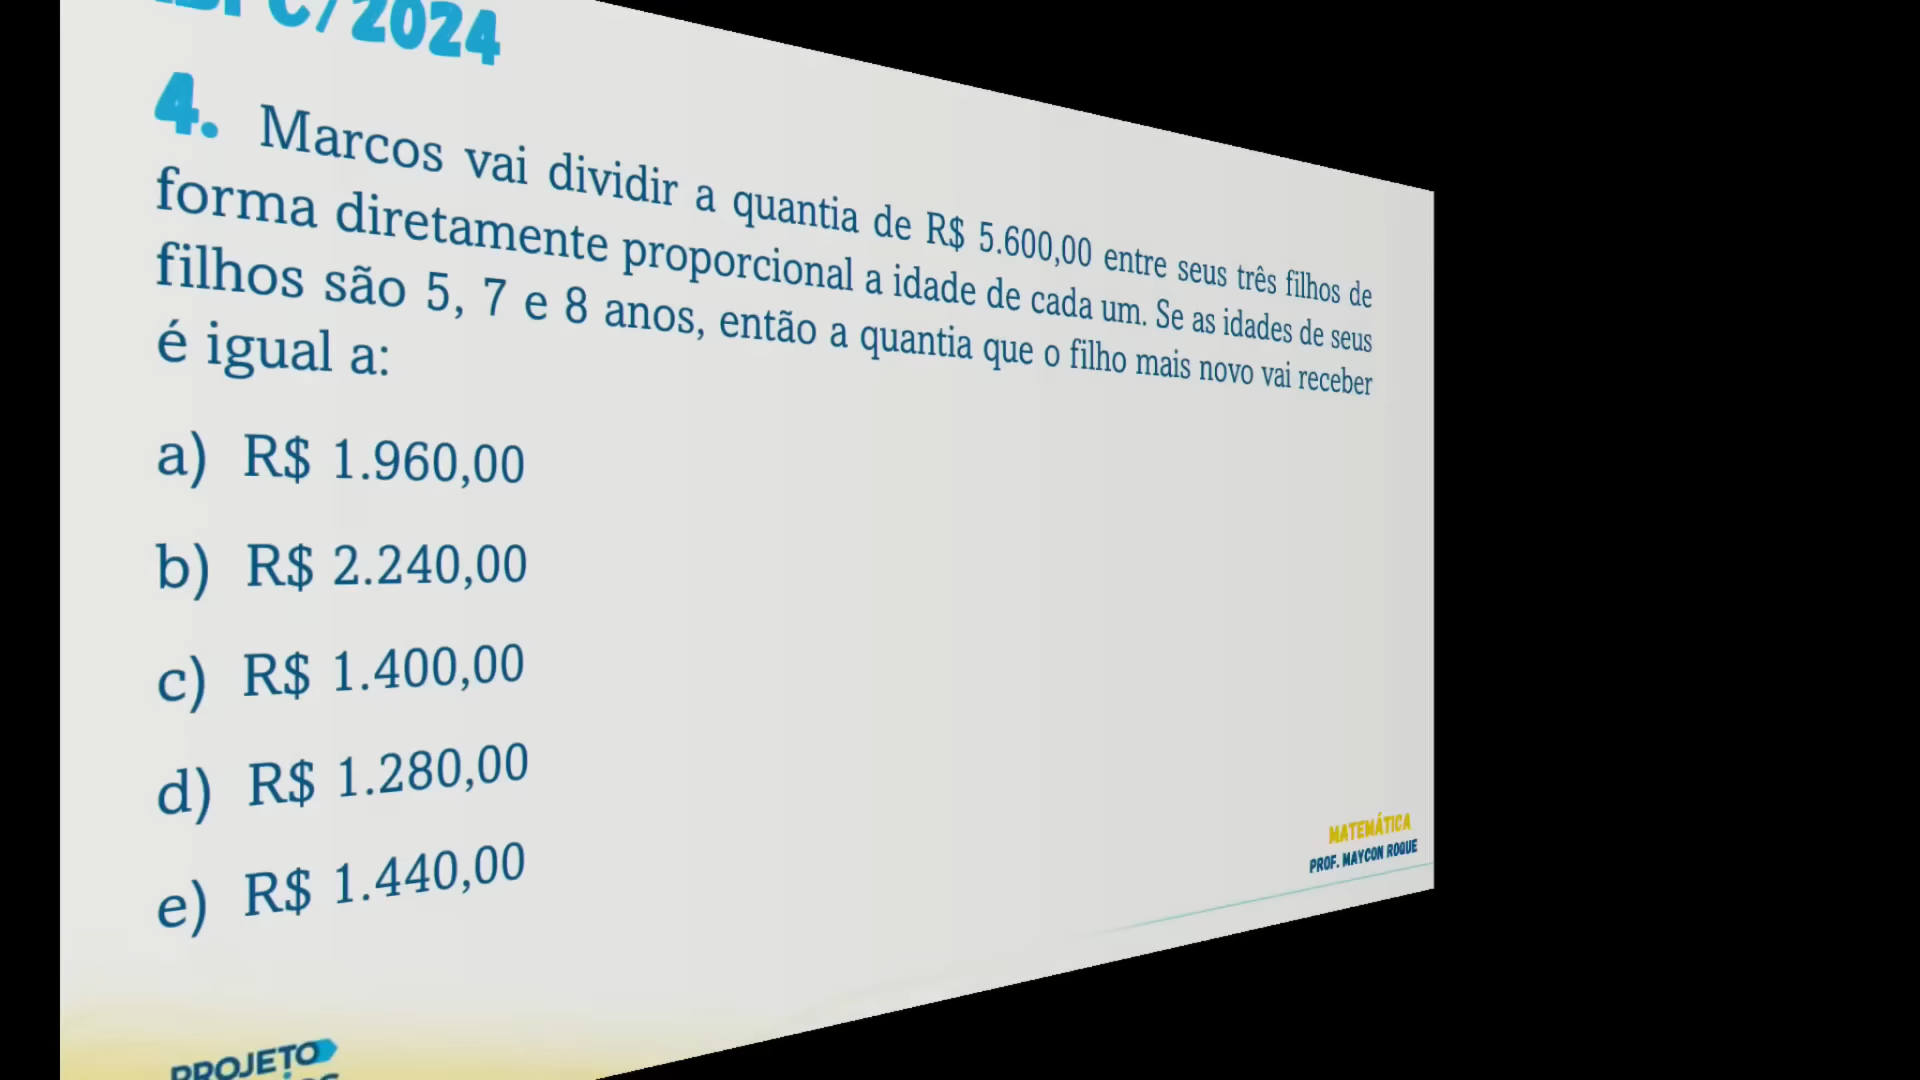 /2024
4. Marcos vai dividir a quantia de R$ 5.600,00 entre seus três filhos de
forma diretamente proporcional a idade de cada um. Se as idades de seus
filhos são 5, 7 e 8 anos, então a quantia que o filho mais novo vai receber
é igual a:
a) R$ 1.960,00
b) R$ 2.240,00
c) R$ 1.400,00
d) R$ 1.280,00
e) R$ 1.440,00
MATEMÁTICA
PROF. MAYCON ROQUE
PROJETO